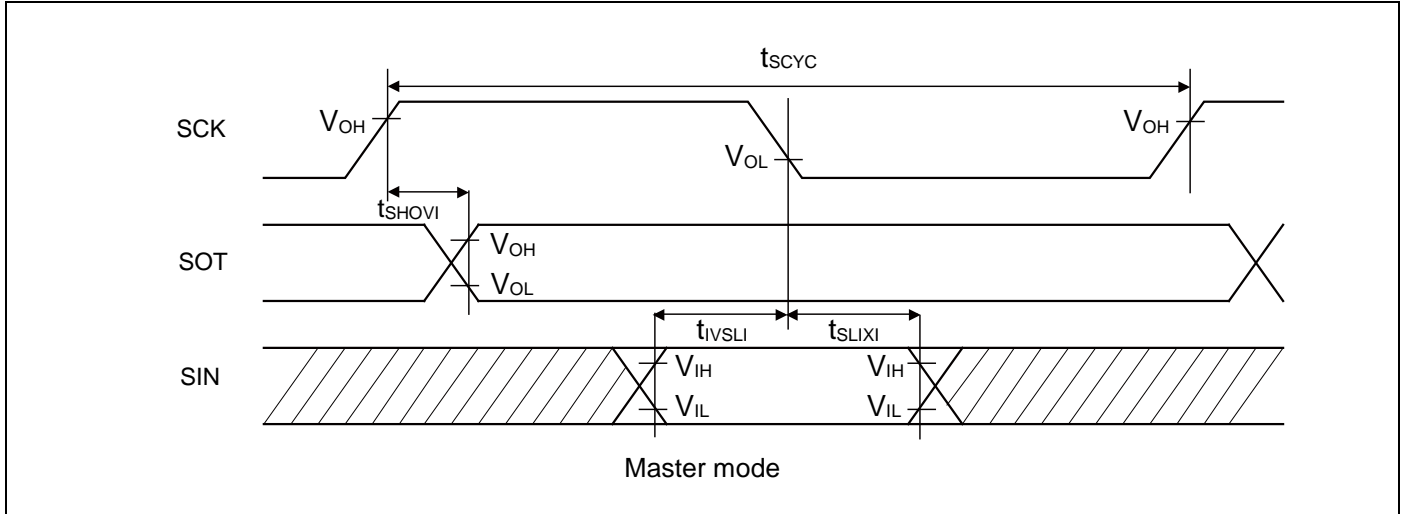 tSCYC
SCK
VOH
VOL
VOH
tSHOVI
SOT
VOH
VOL
tIVSLI
tSLIXI
SIN
VIH
VIH
VIL
VIL
Master mode